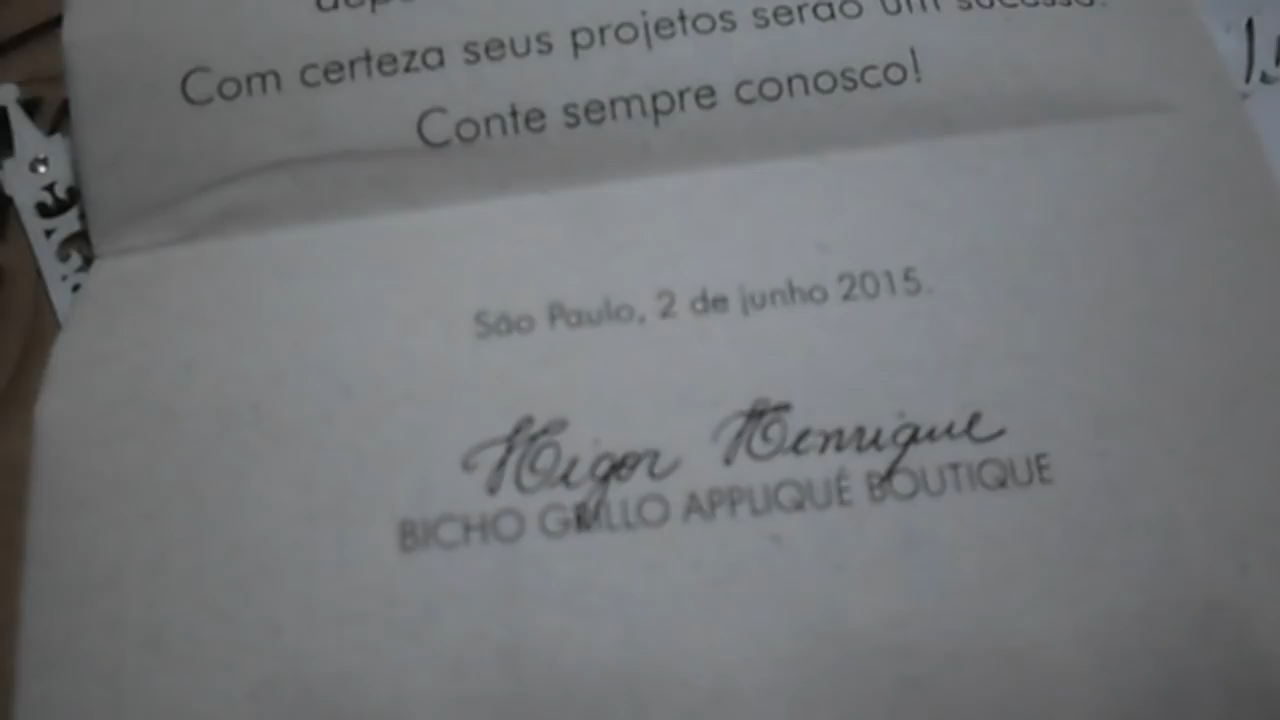 Com certeza seus projetos serão um sucesso.
Conte sempre conosco!
São Paulo, 2 de junho 2015.
Higor Henrique
BICHO GRILLO APPLIQUÉ BOUTIQUE